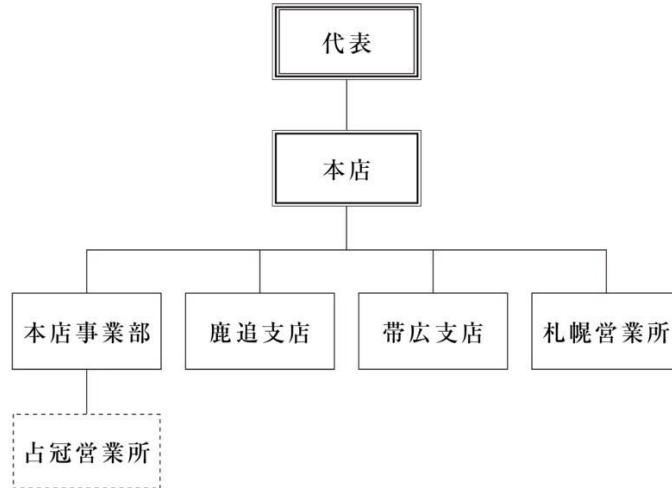 代表
本店
本店事業部
鹿追支店
帯広支店
札幌営業所
占冠営業所